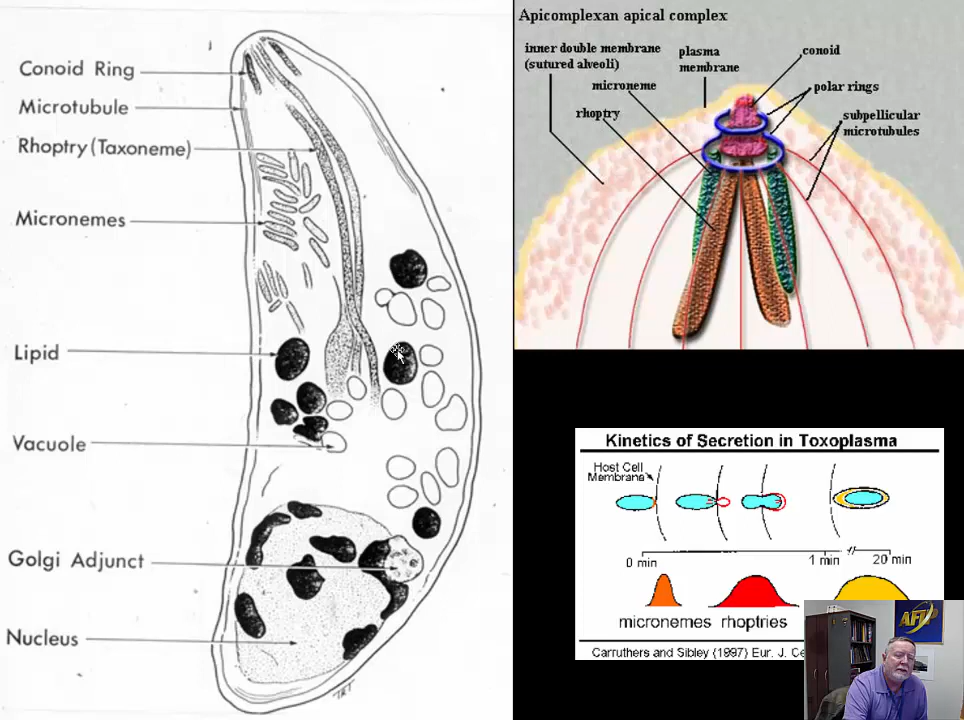 Conoid Ring
Microtubule
Rhoptry (Taxoneme)
Micronemes
Lipid
Vacuole
Golgi Adjunct
Nucleus
TRT
Apicomplexan apical complex
inner double membrane
(sutured alveoli)
plasma
membrane
conoid
microneme
polar rings
rhoptry
subpellicular
microtubules
Kinetics of Secretion in Toxoplasma
Host Cell
Membrane
0 min
1 min
20 min
micronemes rhoptries
Carruthers and Sibley (1997) Eur. J. Ce
AFIP